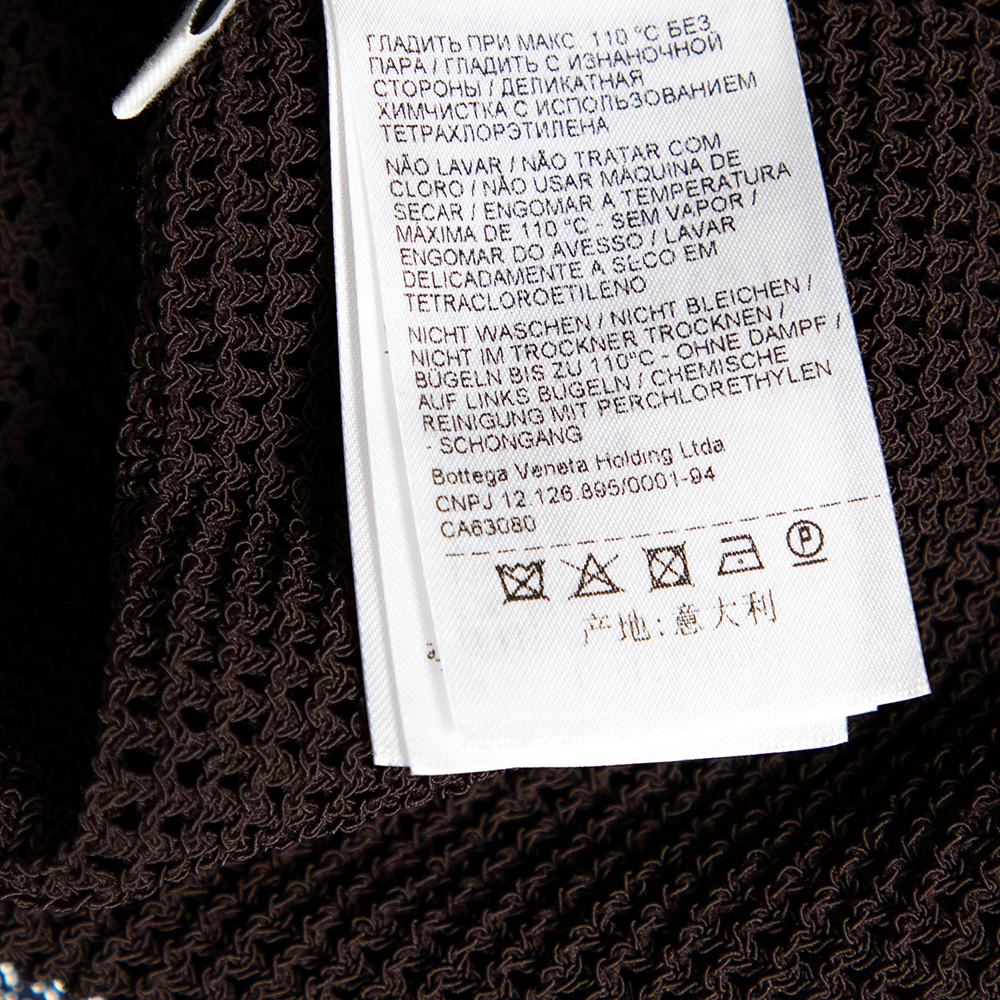 ГЛАДИТЬ ПРИ МАКС. 110 °C БЕЗ
ПАРА / ГЛАДИТЬ С ИЗНАНОЧНОЙ
СТОРОНЫ / ДЕЛИКАТНАЯ
ХИМЧИСТКА С ИСПОЛЬЗОВАНИЕМ
ТЕТРАХЛОРЭТИЛЕНА
NÃO LAVAR / NÃO TRATAR COM
CLORO / NÃO USAR MÁQUINA DE
SECAR / ENGOMAR A TEMPERATURA
MÁXIMA DE 110 °C - SEM VAPOR /
ENGOMAR DO AVESSO / LAVAR
DELICADAMENTE A SECO EM
TETRACLOROETILENO
NICHT WASCHEN / NICHT BLEICHEN /
NICHT IM TROCKNER TROCKNEN /
BÜGELN BIS ZU 110°C - OHNE DAMPF /
AUF LINKS BÜGELN / CHEMISCHE
REINIGUNG MIT PERCHLORETHYLEN
- SCHONGANG
Bottega Veneta Holding Ltda
CNPJ 12.126.895/0001-94
CA63080
P
产地:意大利